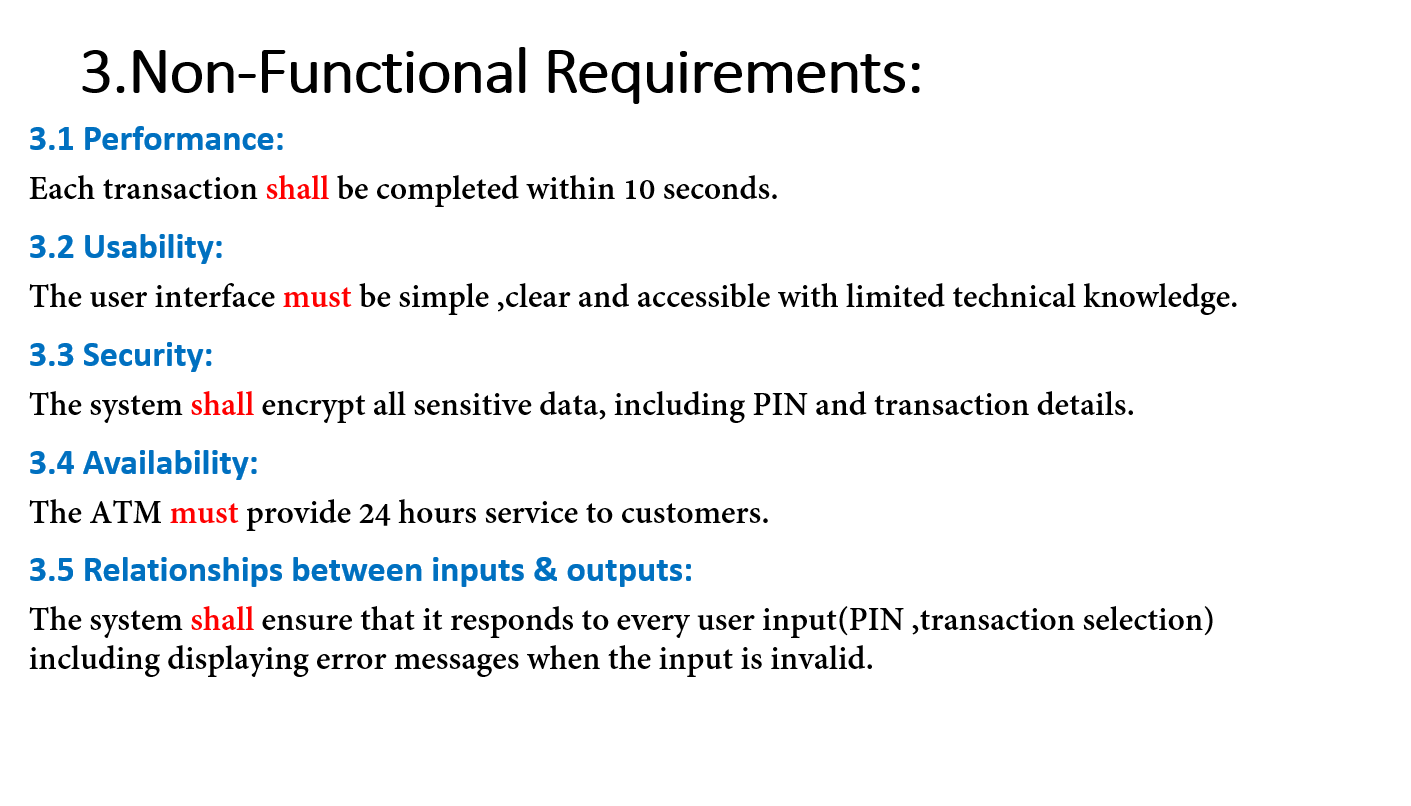 3.Non-Functional Requirements:
3.1 Performance:
Each transaction shall be completed within 10 seconds.
3.2 Usability:
The user interface must be simple ,clear and accessible with limited technical knowledge.
3.3 Security:
The system shall encrypt all sensitive data, including PIN and transaction details.
3.4 Availability:
The ATM must provide 24 hours service to customers.
3.5 Relationships between inputs & outputs:
The system shall ensure that it responds to every user input(PIN ,transaction selection)
including displaying error messages when the input is invalid.